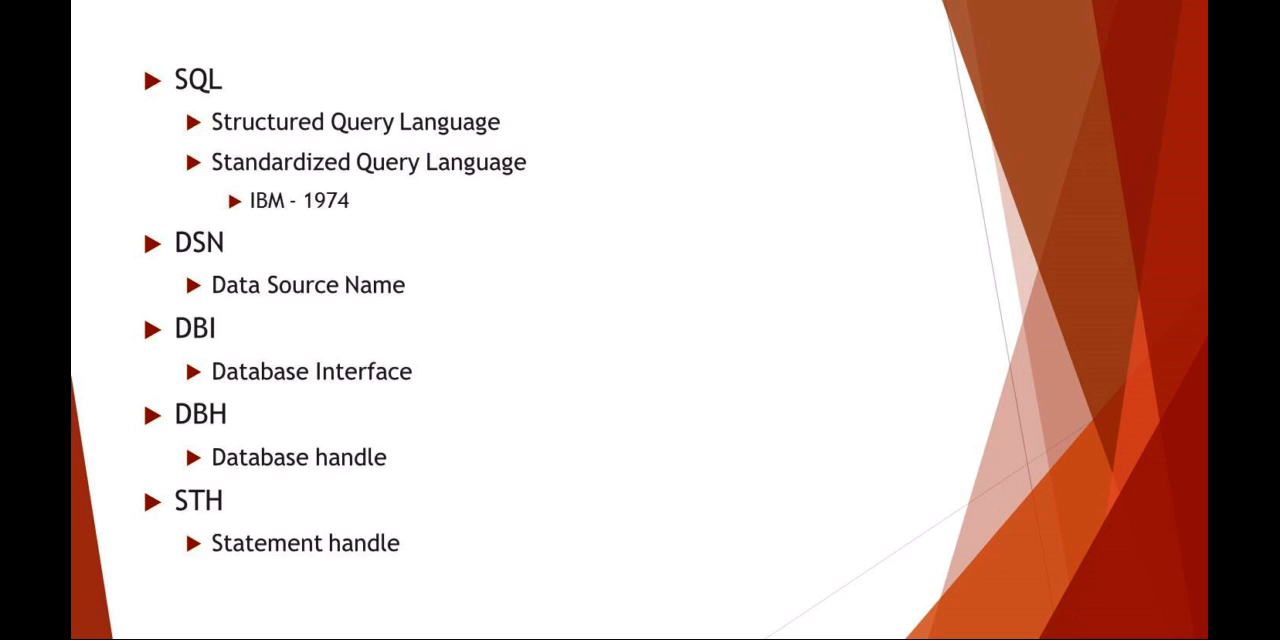 SQL
Structured Query Language
Standardized Query Language
IBM - 1974
DSN
Data Source Name
DBI
Database Interface
DBH
Database handle
STH
Statement handle